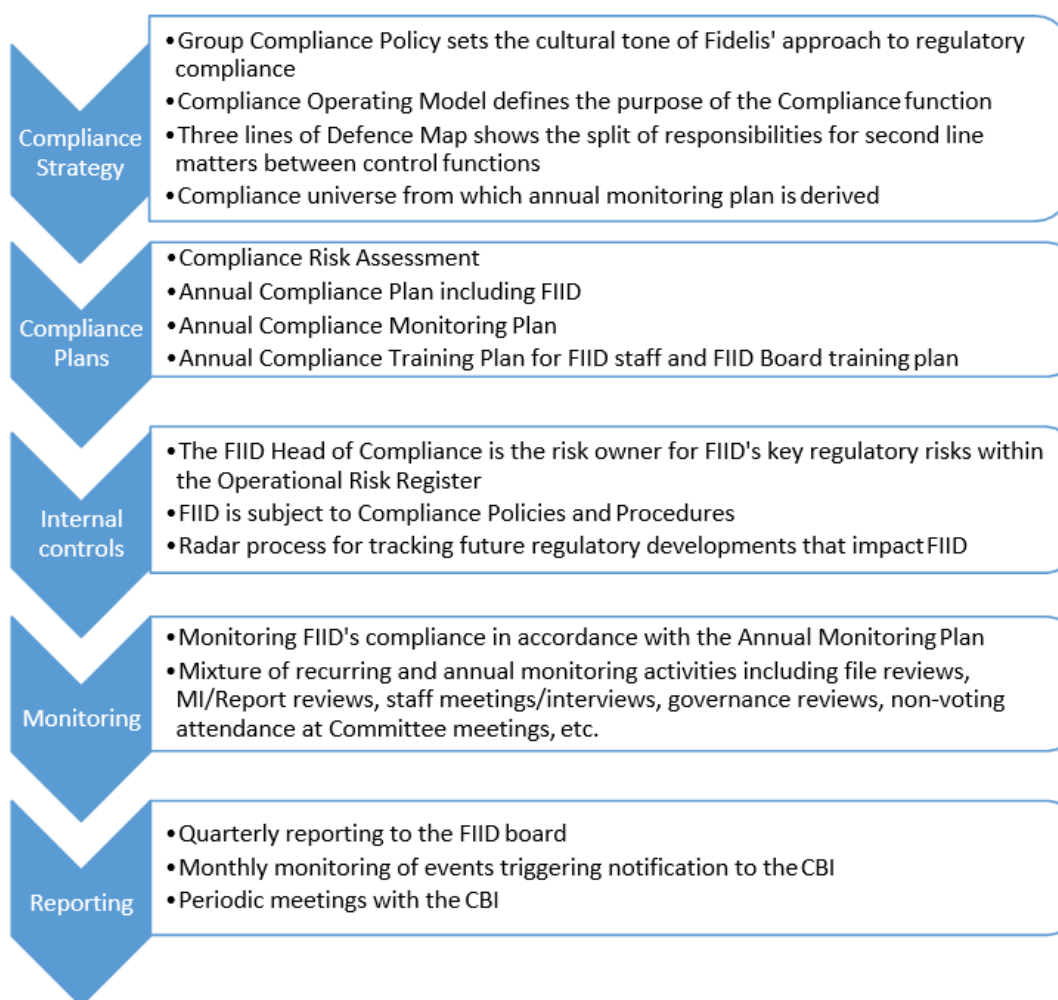 Compliance
Strategy
•Group Compliance Policy sets the cultural tone of Fidelis' approach to regulatory
compliance
•Compliance Operating Model defines the purpose of the Compliance function
•Three lines of Defence Map shows the split of responsibilities for second line
matters between control functions
•Compliance universe from which annual monitoring plan is derived
Compliance
Plans
•Compliance Risk Assessment
•Annual Compliance Plan including FIID
•Annual Compliance Monitoring Plan
•Annual Compliance Training Plan for FIID staff and FIID Board training plan
Internal
controls
•The FIID Head of Compliance is the risk owner for FIID's key regulatory risks within
the Operational Risk Register
•FIID is subject to Compliance Policies and Procedures
•Radar process for tracking future regulatory developments that impact FIID
Monitoring
•Monitoring FIID's compliance in accordance with the Annual Monitoring Plan
•Mixture of recurring and annual monitoring activities including file reviews,
MI/Report reviews, staff meetings/interviews, governance reviews, non-voting
attendance at Committee meetings, etc.
Reporting
•Quarterly reporting to the FIID board
•Monthly monitoring of events triggering notification to the CBI
•Periodic meetings with the CBI